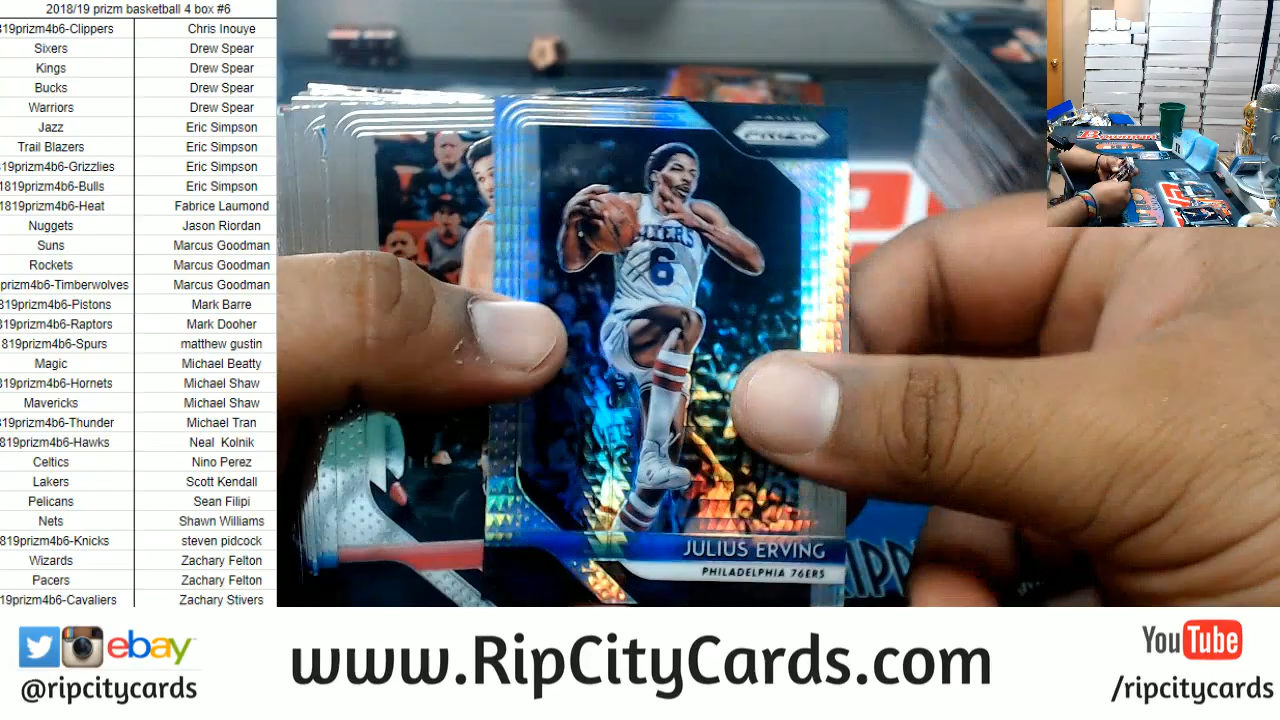 2018/19 prizm basketball 4 box #6
819prizm4b6-Clippers Chris Inouye
Sixers Drew Spear
Kings Drew Spear
Bucks Drew Spear
Warriors Drew Spear
Jazz Eric Simpson
Trail Blazers Eric Simpson
819prizm4b6-Grizzlies Eric Simpson
1819prizm4b6-Bulls Eric Simpson
1819prizm4b6-Heat Fabrice Laumond
Nuggets Jason Riordan
Suns Marcus Goodman
Rockets Marcus Goodman
prizm4b6-Timberwolves Marcus Goodman
819prizm4b6-Pistons Mark Barre
819prizm4b6-Raptors Mark Dooher
819prizm4b6-Spurs matthew gustin
Magic Michael Beatty
819prizm4b6-Hornets Michael Shaw
Mavericks Michael Shaw
819prizm4b6-Thunder Michael Tran
819prizm4b6-Hawks Neal Kolnik
Celtics Nino Perez
Lakers Scott Kendall
Pelicans Sean Filipi
Nets Shawn Williams
819prizm4b6-Knicks steven pidcock
Wizards Zachary Felton
Pacers Zachary Felton
19prizm4b6-Cavaliers Zachary Stivers
PANINI
PRIZM
6
JULIUS ERVING
PHILADELPHIA 76ERS
Bowman
ebay
@ripcitycards
www.RipCityCards.com
YouTube
/ripcitycards